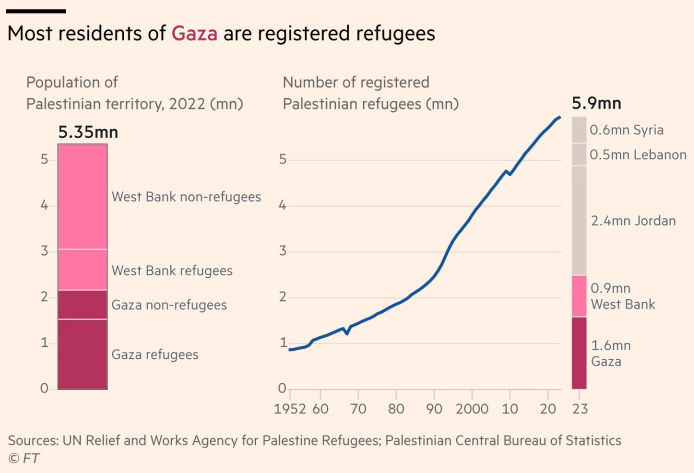 Most residents of Gaza are registered refugees
Population of
Palestinian territory, 2022 (mn)
5.35mn
5
4
3
2
1
0
West Bank non-refugees
West Bank refugees
Gaza non-refugees
Gaza refugees
Number of registered
Palestinian refugees (mn)
5
4
3
2
1
0
1952 60 70 80 90 2000 10 20 23
5.9mn
0.6mn Syria
0.5mn Lebanon
2.4mn Jordan
0.9mn
West Bank
1.6mn
Gaza
Sources: UN Relief and Works Agency for Palestine Refugees; Palestinian Central Bureau of Statistics
© FT